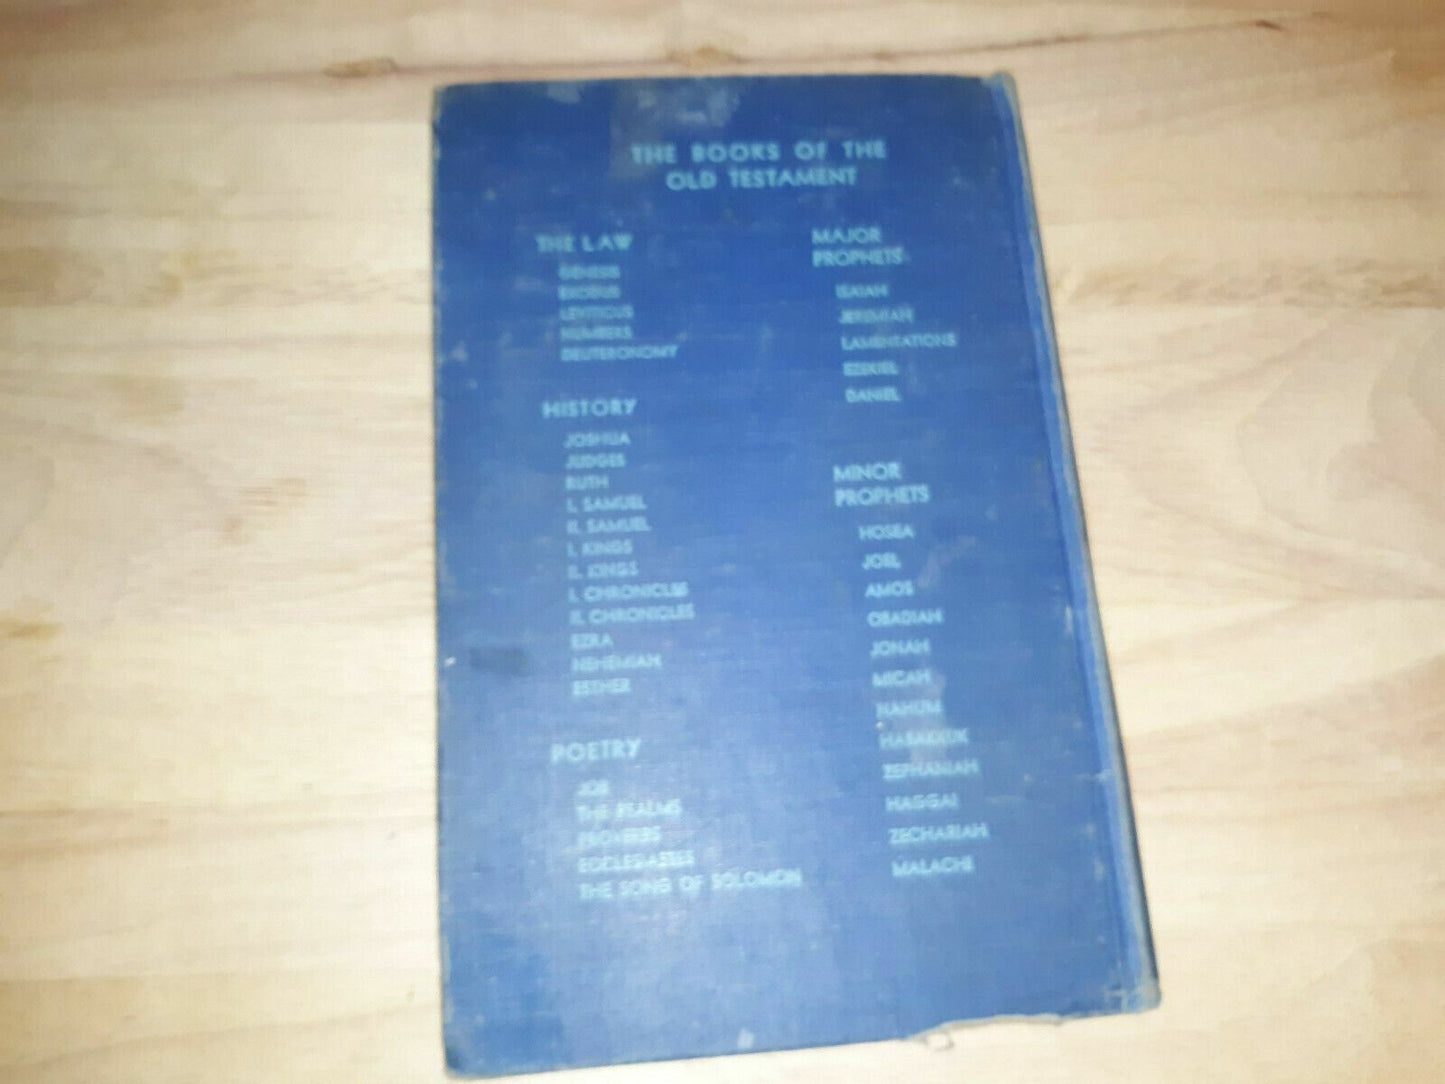 THE BOOKS OF THE
OLD TESTAMENT
THE LAW
GENESIS
EXODUS
LEVITICUS
NUMBERS
DEUTERONOMY
HISTORY
JOSHUA
JUDGES
RUTH
I. SAMUEL
II. SAMUEL
I. KINGS
II. KINGS
I. CHRONICLES
II. CHRONICLES
EZRA
NEHEMIAH
ESTHER
POETRY
JOB
THE PSALMS
PROVERBS
ECCLESIASTES
THE SONG OF SOLOMON
MAJOR
PROPHETS
ISAIAH
JEREMIAH
LAMENTATIONS
EZEKIEL
DANIEL
MINOR
PROPHETS
HOSEA
JOEL
AMOS
OBADIAH
JONAH
MICAH
NAHUM
HABAKKUK
ZEPHANIAH
HAGGAI
ZECHARIAH
MALACHI